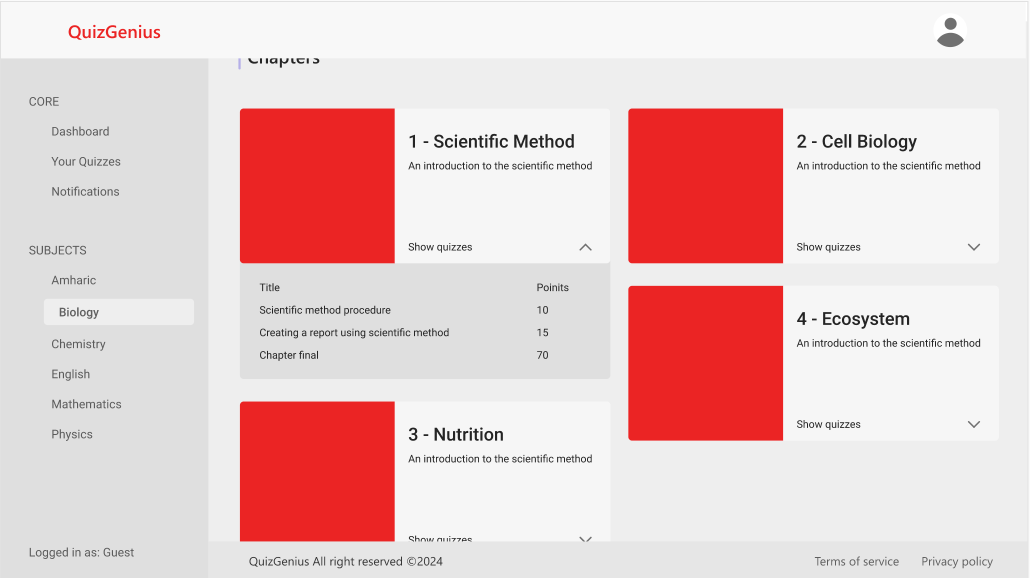 QuizGenius
CORE
Dashboard
Your Quizzes
Notifications
SUBJECTS
Amharic
Biology
Chemistry
English
Mathematics
Physics
Logged in as: Guest
Chapters
1 - Scientific Method
An introduction to the scientific method
Show quizzes
Title Poinits
Scientific method procedure 10
Creating a report using scientific method 15
Chapter final 70
2 - Cell Biology
An introduction to the scientific method
Show quizzes
3 - Nutrition
An introduction to the scientific method
Show quizzes
4 - Ecosystem
An introduction to the scientific method
Show quizzes
QuizGenius All right reserved ©2024
Terms of service Privacy policy